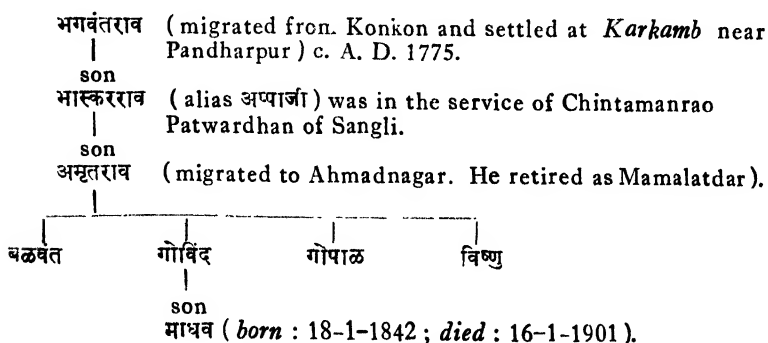 भगवंतराव (migrated fron. Konkon and settled at Karkamb near
Pandharpur) c. A. D. 1775.
son
भास्करराव (alias अप्पाजी) was in the service of Chintamanrao
Patwardhan of Sangli.
son
अमृतराव (migrated to Ahmadnagar. He retired as Mamalatdar).
बळवंत गोविंद गोपाळ विष्णु
son
माधव (born : 18-1-1842 ; died : 16-1-1901).